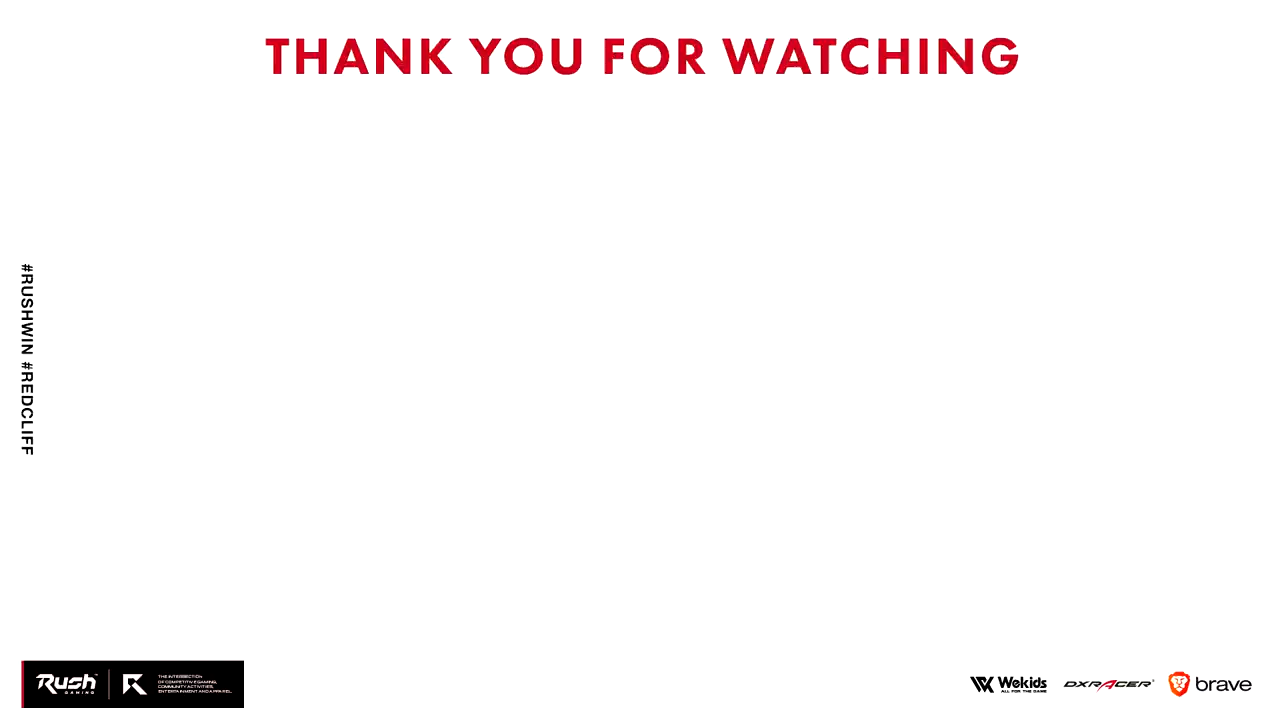 THANK YOU FOR WATCHING
#RUSHWIN #REDCLIFF
Rush
GAMING
THE INTERSECTION
OF COMPETITIVE GAMING,
COMMUNITY ACTIVITIES,
ENTERTAINMENT AND APPAREL.
Wekids
ALL FOR THE GAME
DXRACER
brave